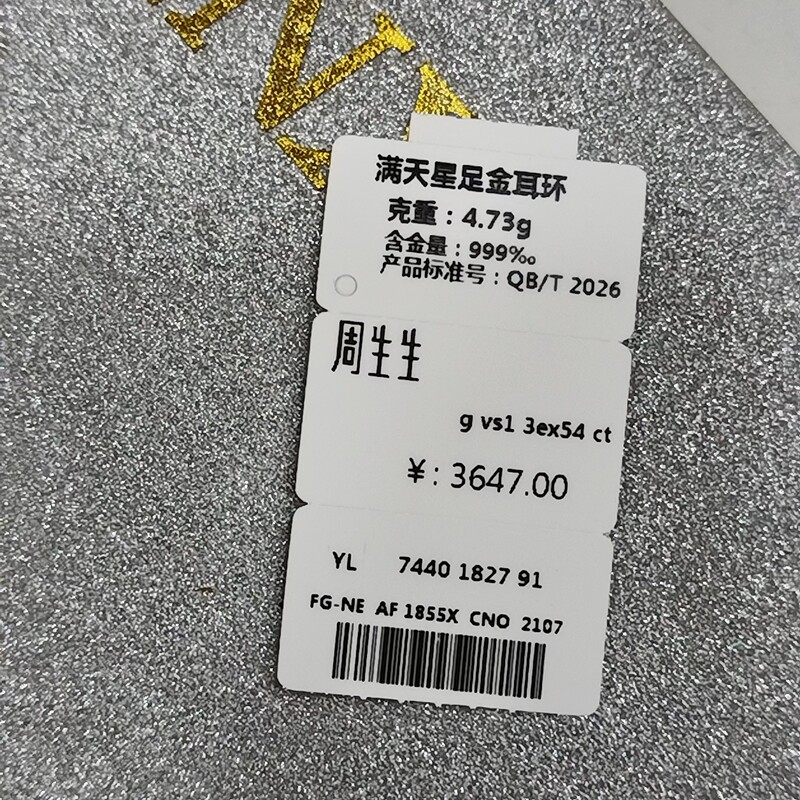 满天星足金耳环
克重：4.73g
含金量：999‰
产品标准号：QB/T 2026
周生生
g vs1 3ex54 ct
¥: 3647.00
YL 7440 1827 91
FG-NE AF 1855X CNO 2107